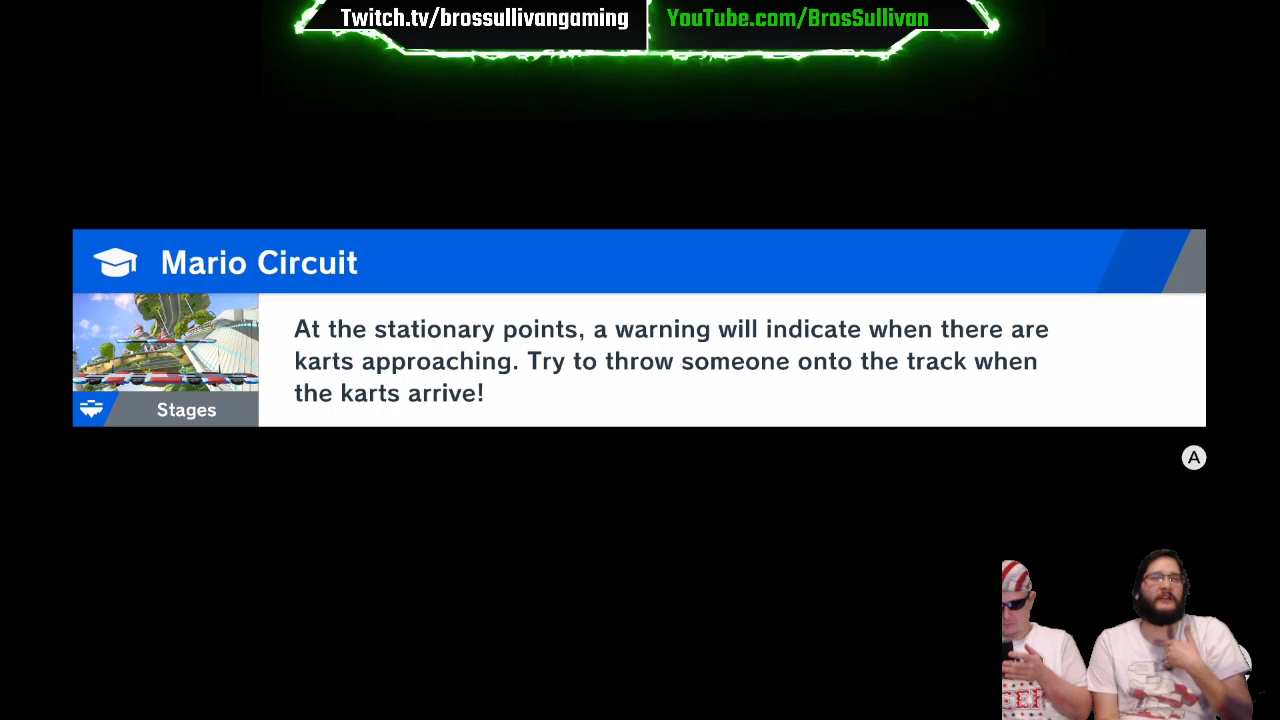 Twitch.tv/brossullivangaming YouTube.com/BrosSullivan
Mario Circuit
At the stationary points, a warning will indicate when there are
karts approaching. Try to throw someone onto the track when
the karts arrive!
Stages
A